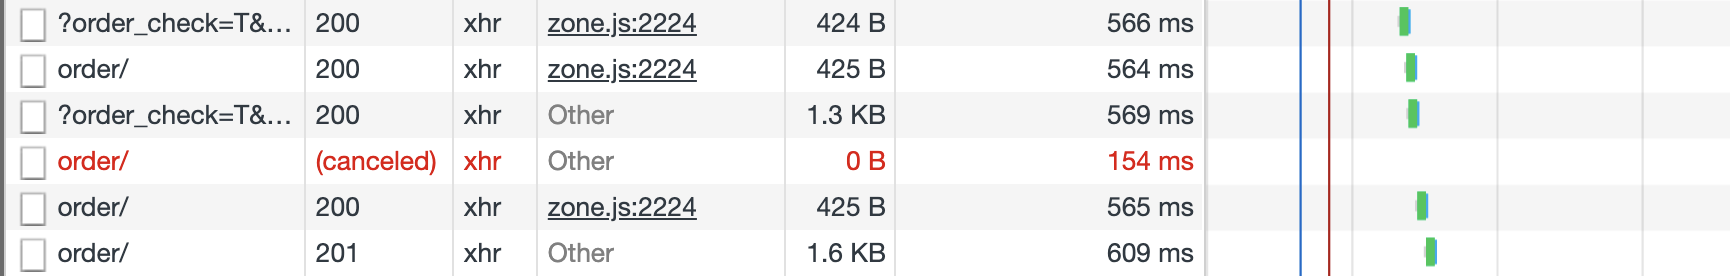 ?order_check=T&... 200 xhr zone.js:2224 424 B 566 ms
order/ 200 xhr zone.js:2224 425 B 564 ms
?order_check=T&... 200 xhr Other 1.3 KB 569 ms
order/ (canceled) xhr Other 0 B 154 ms
order/ 200 xhr zone.js:2224 425 B 565 ms
order/ 201 xhr Other 1.6 KB 609 ms